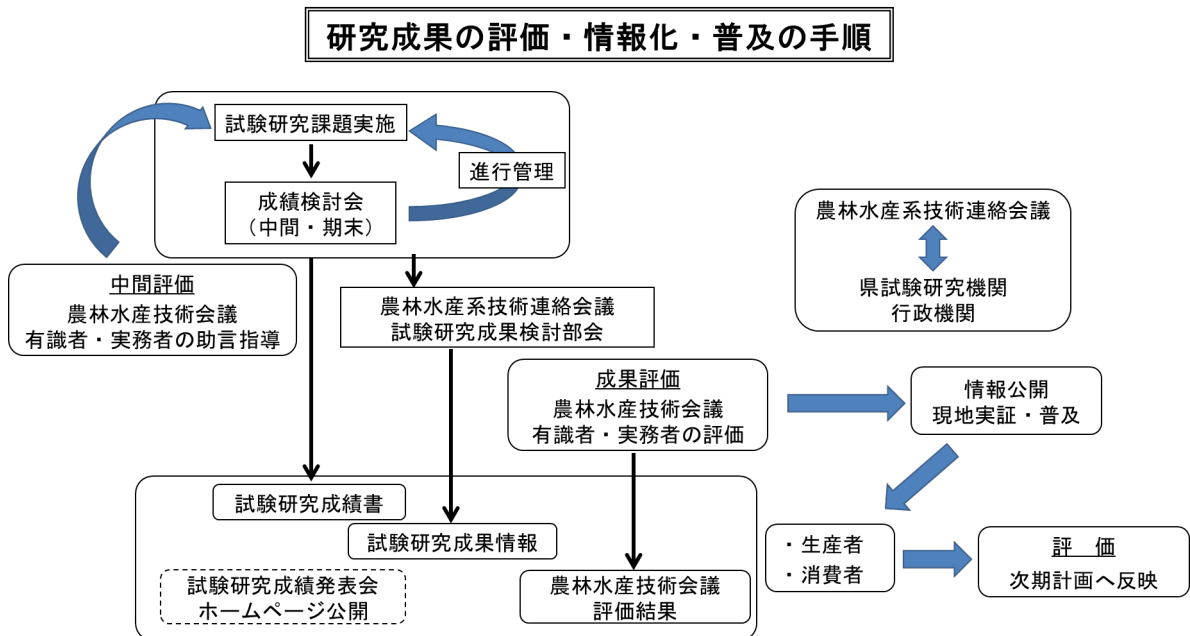 研究成果の評価・情報化・普及の手順
試験研究課題実施
進行管理
成績検討会
（中間・期末）
中間評価
農林水産技術会議
有識者・実務者の助言指導
農林水産系技術連絡会議
試験研究成果検討部会
農林水産系技術連絡会議
県試験研究機関
行政機関
成果評価
農林水産技術会議
有識者・実務者の評価
情報公開
現地実証・普及
試験研究成績書
試験研究成果情報
試験研究成績発表会
ホームページ公開
農林水産技術会議
評価結果
・生産者
・消費者
評　価
次期計画へ反映